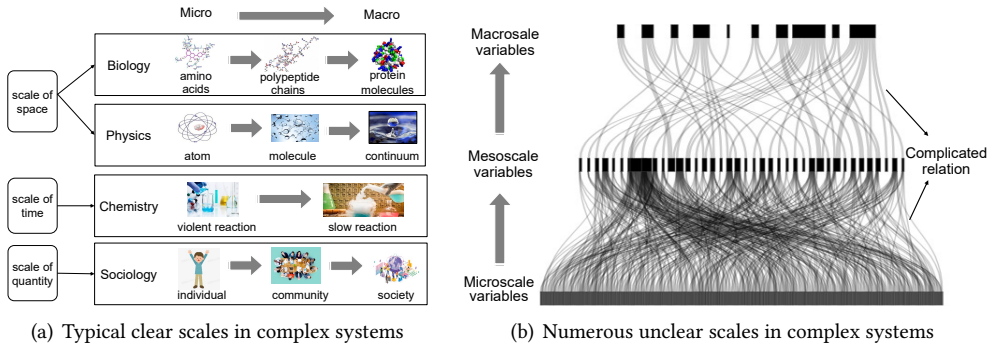 Micro
Macro
scale of
space
Biology
amino
acids
polypeptide
chains
protein
molecules
Physics
atom
molecule
continuum
scale of
time
Chemistry
violent reaction
slow reaction
scale of
quantity
Sociology
individual
community
society
(a) Typical clear scales in complex systems
Macrosale
variables
Mesoscale
variables
Microscale
variables
Complicated
relation
(b) Numerous unclear scales in complex systems